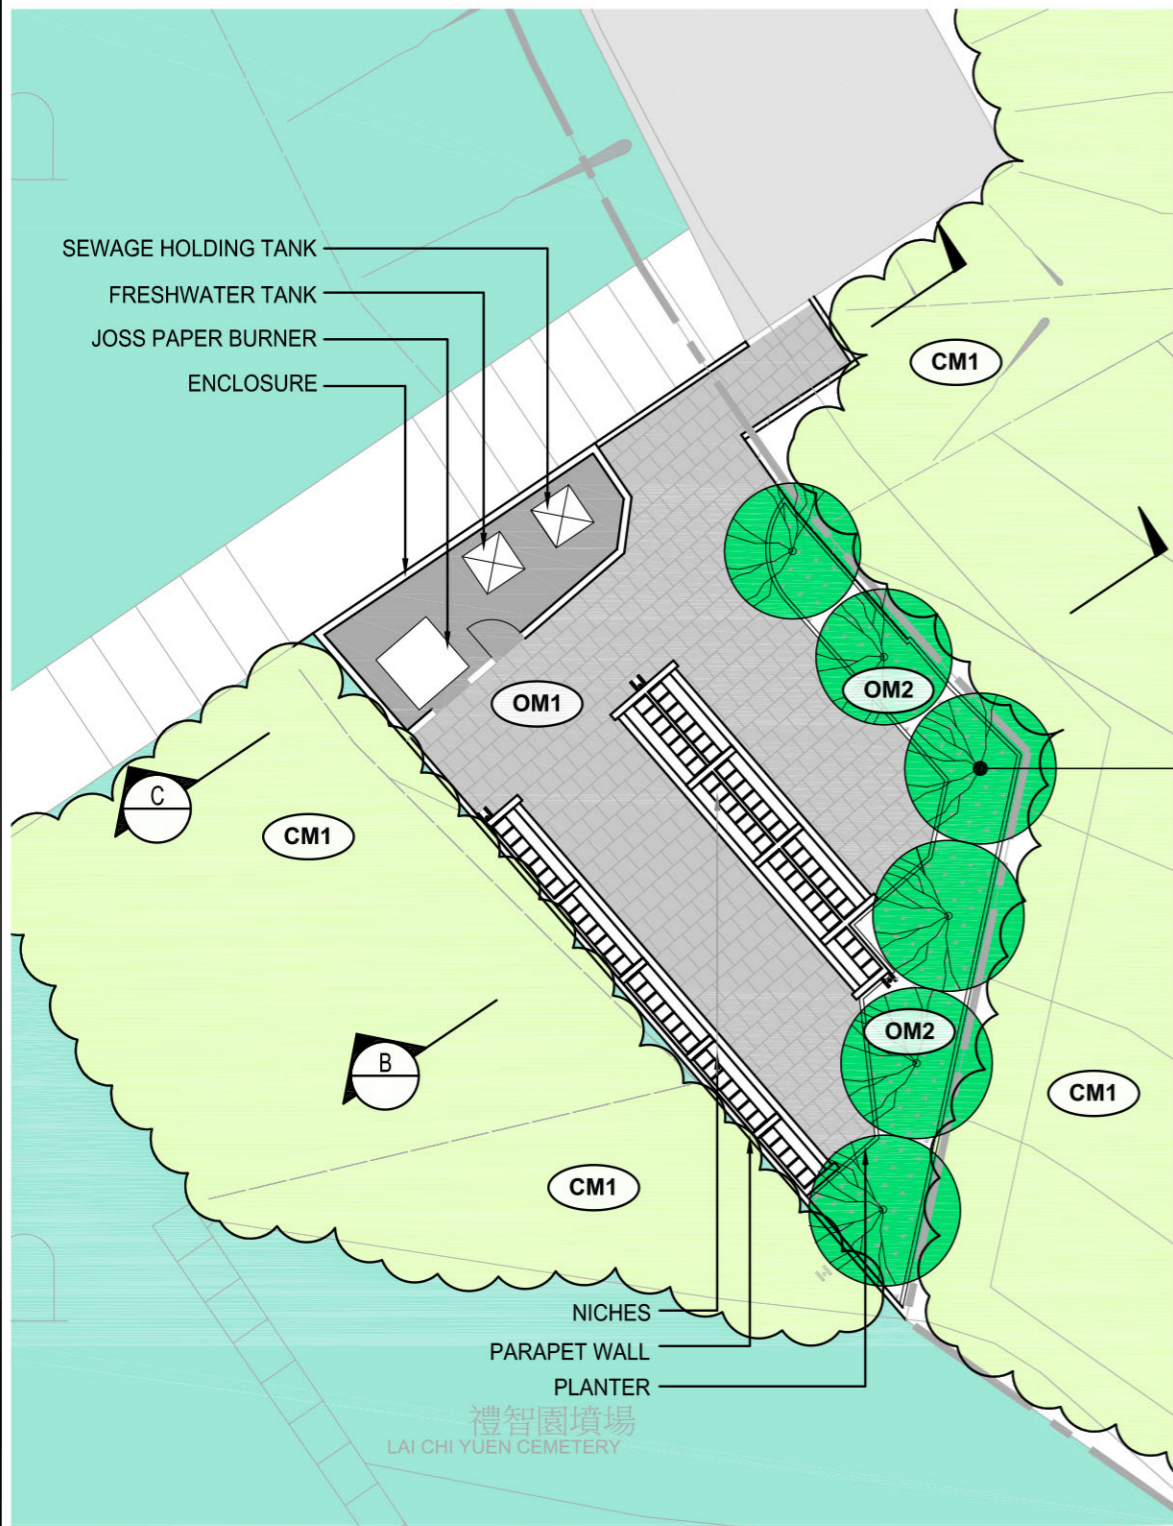 SEWAGE HOLDING TANK
FRESHWATER TANK
JOSS PAPER BURNER
ENCLOSURE
CM1
OM1
OM2
C
CM1
B
OM2
CM1
CM1
NICHES
PARAPET WALL
PLANTER
禮智園墳場
LAI CHI YUEN CEMETERY